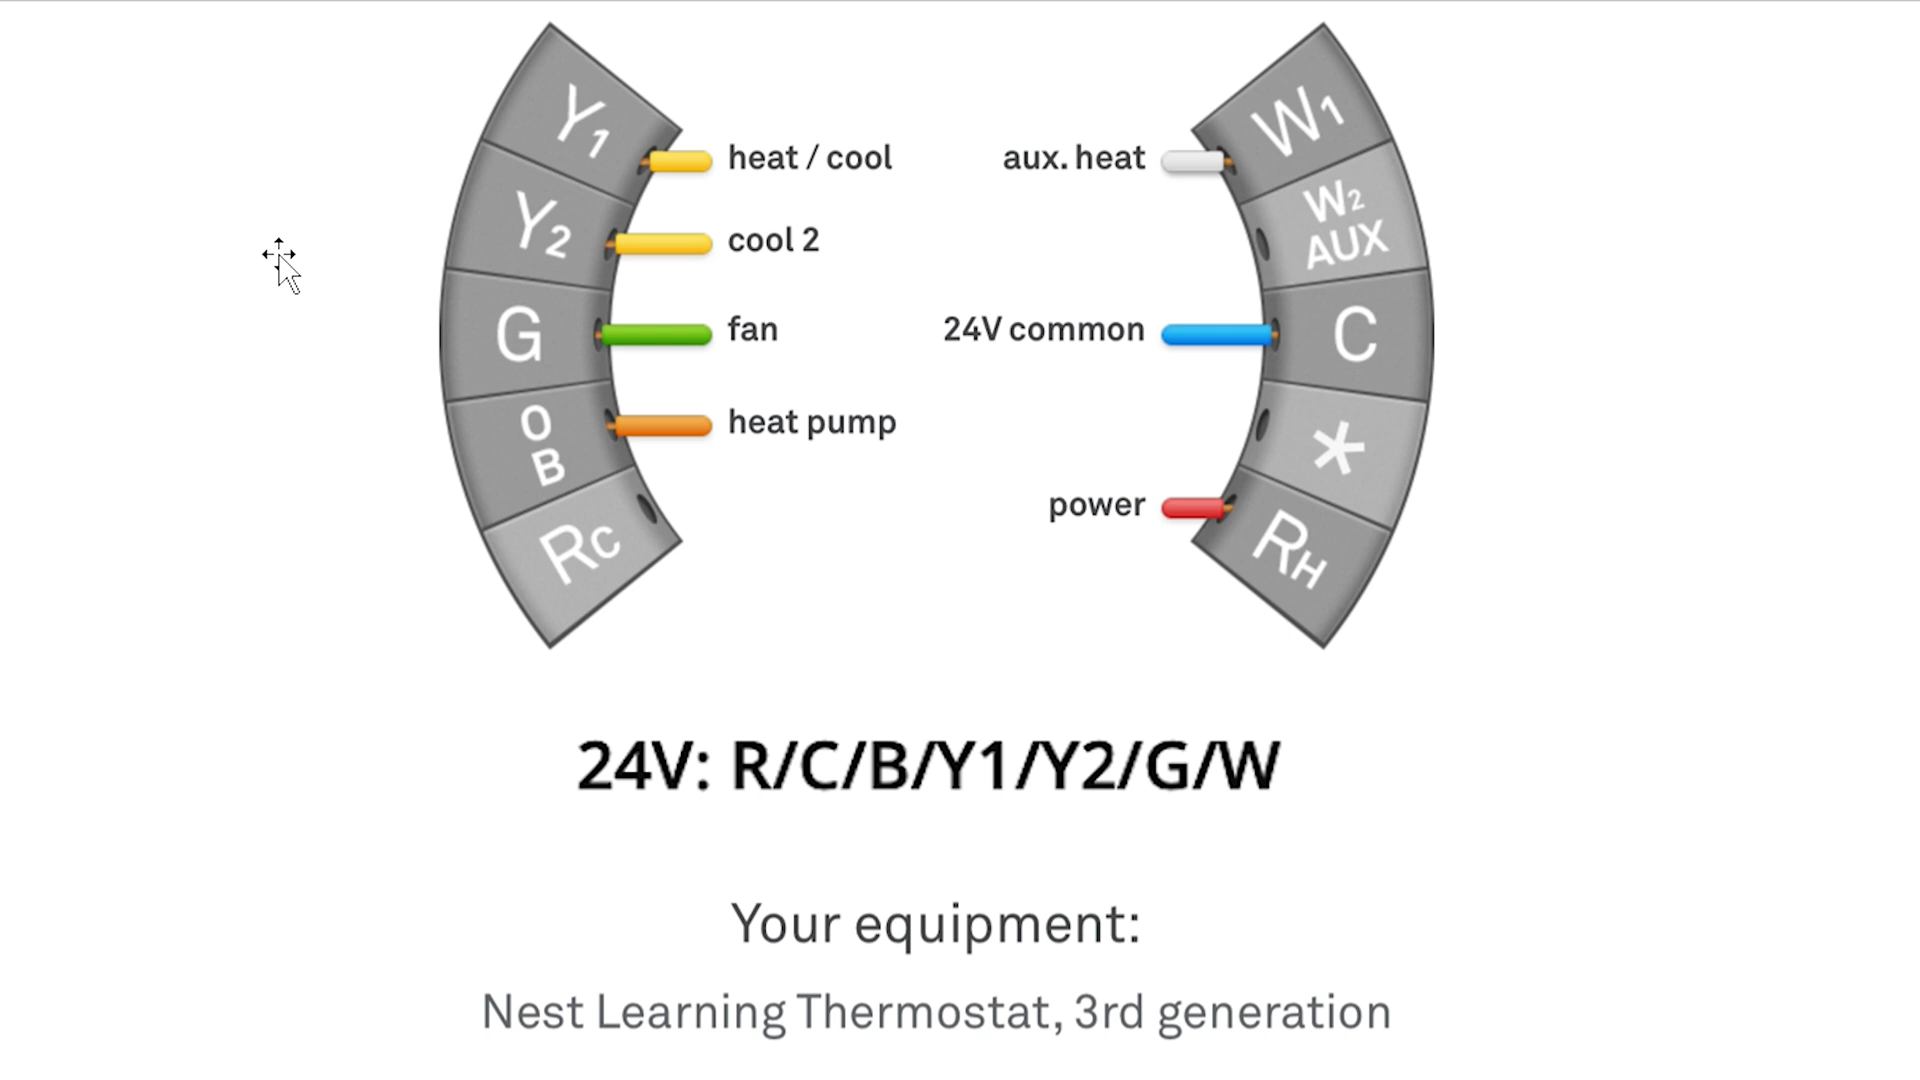 Y1
heat / cool
aux. heat
W1
Y2
cool 2
W2
AUX
G
fan
24V common
C
O
B
heat pump
*
Rc
power
RH
24V: R/C/B/Y1/Y2/G/W
Your equipment:
Nest Learning Thermostat, 3rd generation